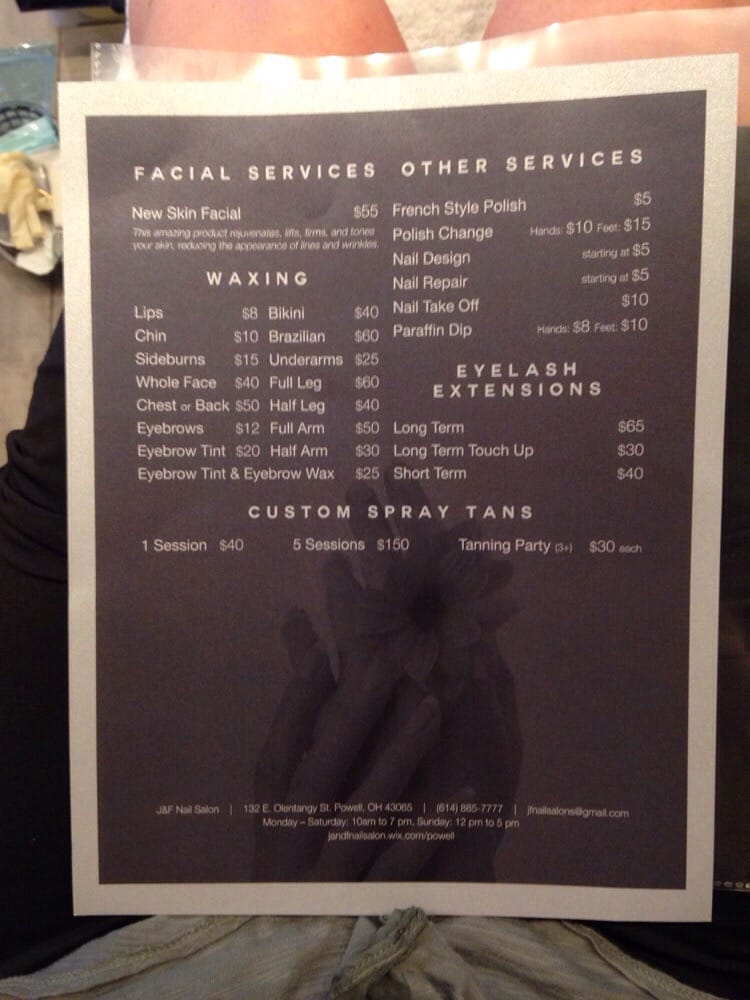 FACIAL SERVICES
New Skin Facial $55
This amazing product rejuvenates, lifts, firms, and tones
your skin, reducing the appearance of lines and wrinkles.
WAXING
Lips $8 Bikini $40
Chin $10 Brazilian $60
Sideburns $15 Underarms $25
Whole Face $40 Full Leg $60
Chest or Back $50 Half Leg $40
Eyebrows $12 Full Arm $50
Eyebrow Tint $20 Half Arm $30
Eyebrow Tint & Eyebrow Wax $25
OTHER SERVICES
French Style Polish $5
Polish Change Hands: $10 Feet: $15
Nail Design starting at $5
Nail Repair starting at $5
Nail Take Off $10
Paraffin Dip Hands: $8 Feet: $10
EYELASH
EXTENSIONS
Long Term $65
Long Term Touch Up $30
Short Term $40
CUSTOM SPRAY TANS
1 Session $40 5 Sessions $150 Tanning Party (3+) $30 each
J&F Nail Salon | 132 E. Olentangy St. Powell, OH 43065 | (614) 885-7777 | jfnailsalons@gmail.com
Monday – Saturday: 10am to 7 pm, Sunday: 12 pm to 5 pm
jandfnailsalon.wix.com/powell